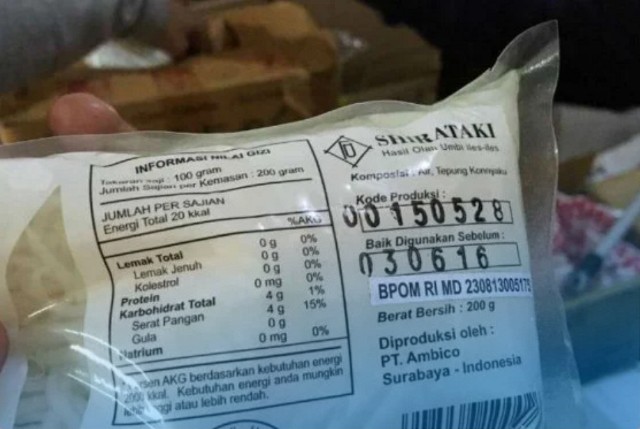 INFORMASI NILAI GIZI
Takaran saji : 100 gram
Jumlah Sajian per Kemasan : 200 gram
JUMLAH PER SAJIAN
Energi Total 20 kkal
%AKG
Lemak Total 0 g 0%
Lemak Jenuh 0 g 0%
Kolestrol 0 g 0%
Protein 0 mg 0%
Karbohidrat Total 4 g 1%
Serat Pangan 4 g 15%
Gula 0 g
Natrium 0 mg 0%
AKG berdasarkan kebutuhan energi
2000 kkal. Kebutuhan energi anda mungkin
lebih tinggi atau lebih rendah.
SHIRATAKI
Hasil Olah Umbi iles-iles
Komposisi : Air, Tepung Konnyaku
Kode Produksi :
00150528
Baik Digunakan Sebelum :
030616
BPOM RI MD 230813005175
Berat Bersih : 200 g
Diproduksi oleh :
PT. Ambico
Surabaya - Indonesia